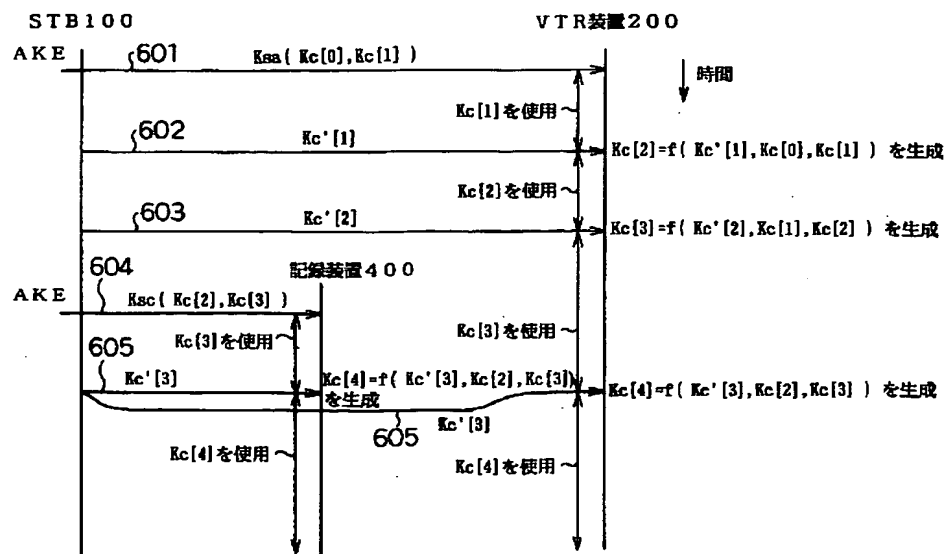 STB100
VTR装置200
AKE
601
Ksa( Kc[0],Kc[1] )
時間
Kc[1]を使用
602
Kc'[1]
Kc[2]=f( Kc'[1],Kc[0],Kc[1] ) を生成
Kc[2]を使用
603
Kc'[2]
Kc[3]=f( Kc'[2],Kc[1],Kc[2] ) を生成
604
記録装置400
AKE
Ksc( Kc[2],Kc[3] )
Kc[3]を使用
Kc[3]を使用
605
Kc'[3]
Kc[4]=f( Kc'[3],Kc[2],Kc[3])
を生成
Kc[4]=f( Kc'[3],Kc[2],Kc[3] ) を生成
605
Kc'[3]
Kc[4]を使用
Kc[4]を使用